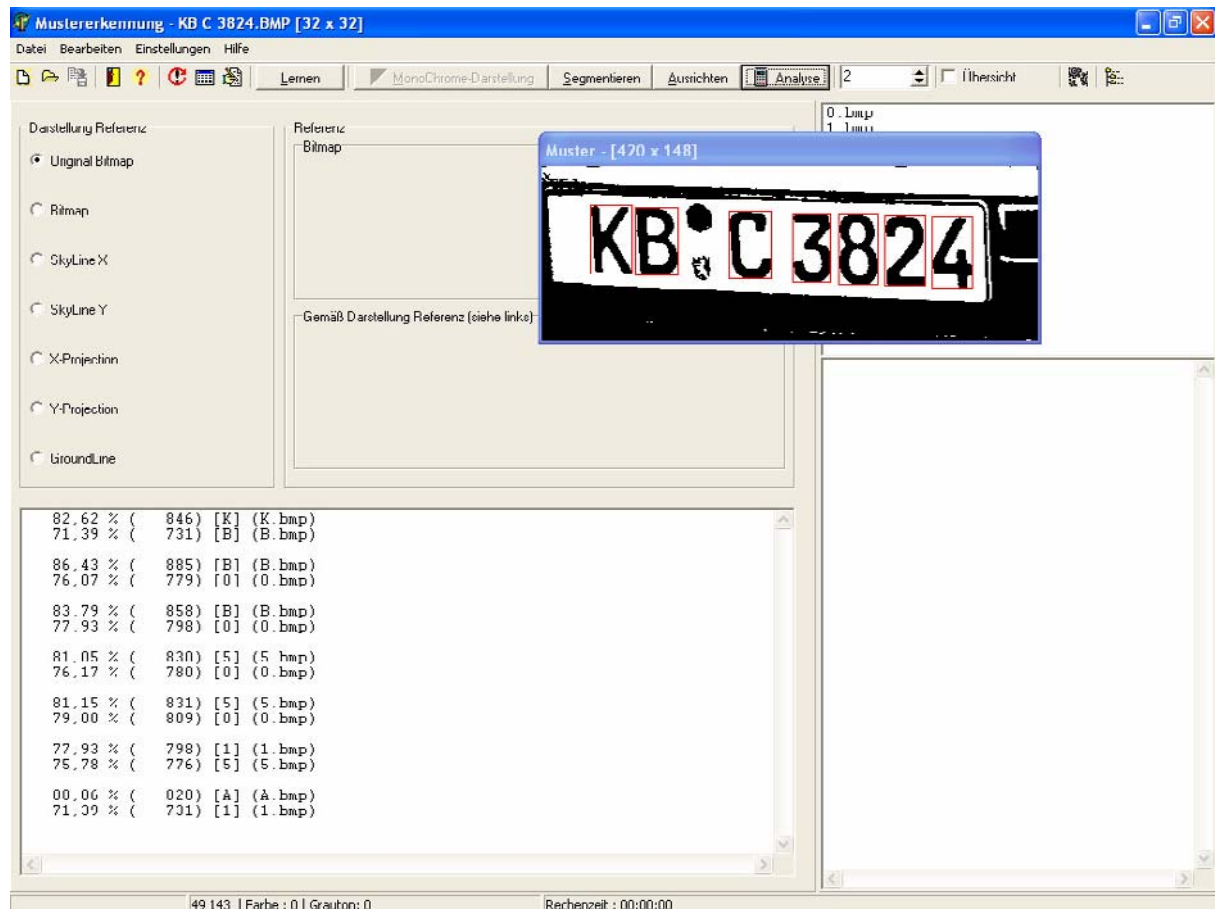 Mustererkennung - KB C 3824.BMP [32 x 32]
Datei Bearbeiten Einstellungen Hilfe
Lernen MonoChrome-Darstellung Segmentieren Ausrichten Analyse 2 Übersicht
0.bmp
1.bmp
Darstellung Referenz
Original Bitmap
Bitmap
SkyLine X
SkyLine Y
X-Projection
Y-Projection
GroundLine
Referenz
Bitmap
Gemäß Darstellung Referenz (siehe links)
Muster - [420 x 148]
KB C 3824
82,62 % ( 846) [K] (K.bmp)
71,39 % ( 731) [B] (B.bmp)
86,43 % ( 885) [B] (B.bmp)
76,07 % ( 779) [0] (0.bmp)
83,79 % ( 858) [B] (B.bmp)
77,93 % ( 798) [0] (0.bmp)
81,05 % ( 830) [5] (5.bmp)
76,17 % ( 780) [0] (0.bmp)
81,15 % ( 831) [5] (5.bmp)
79,00 % ( 809) [0] (0.bmp)
77,93 % ( 798) [1] (1.bmp)
75,78 % ( 776) [5] (5.bmp)
[A] (A.bmp)
71,39 % ( 731) [1] (1.bmp)
49 143 | Farbe : 0 | Grauton: 0
Rechenzeit : 00:00:00